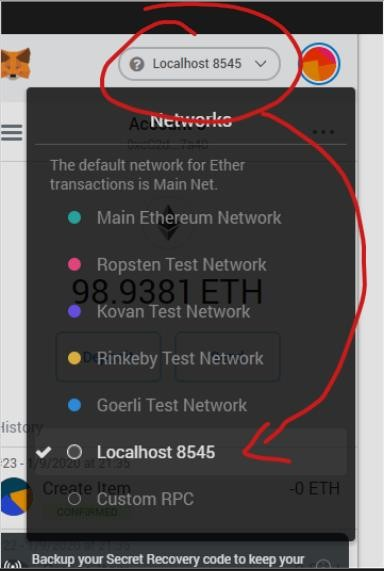 Localhost 8545
Networks
The default network for Ether
transactions is Main Net.
Main Ethereum Network
Ropsten Test Network
98.9381 ETH
Kovan Test Network
Rinkeby Test Network
Goerli Test Network
History
Localhost 8545
1/9/2020 at 21:35
Create Item
-0 ETH
Custom RPC
CONFIRMED
Backup your Secret Recovery code to keep your